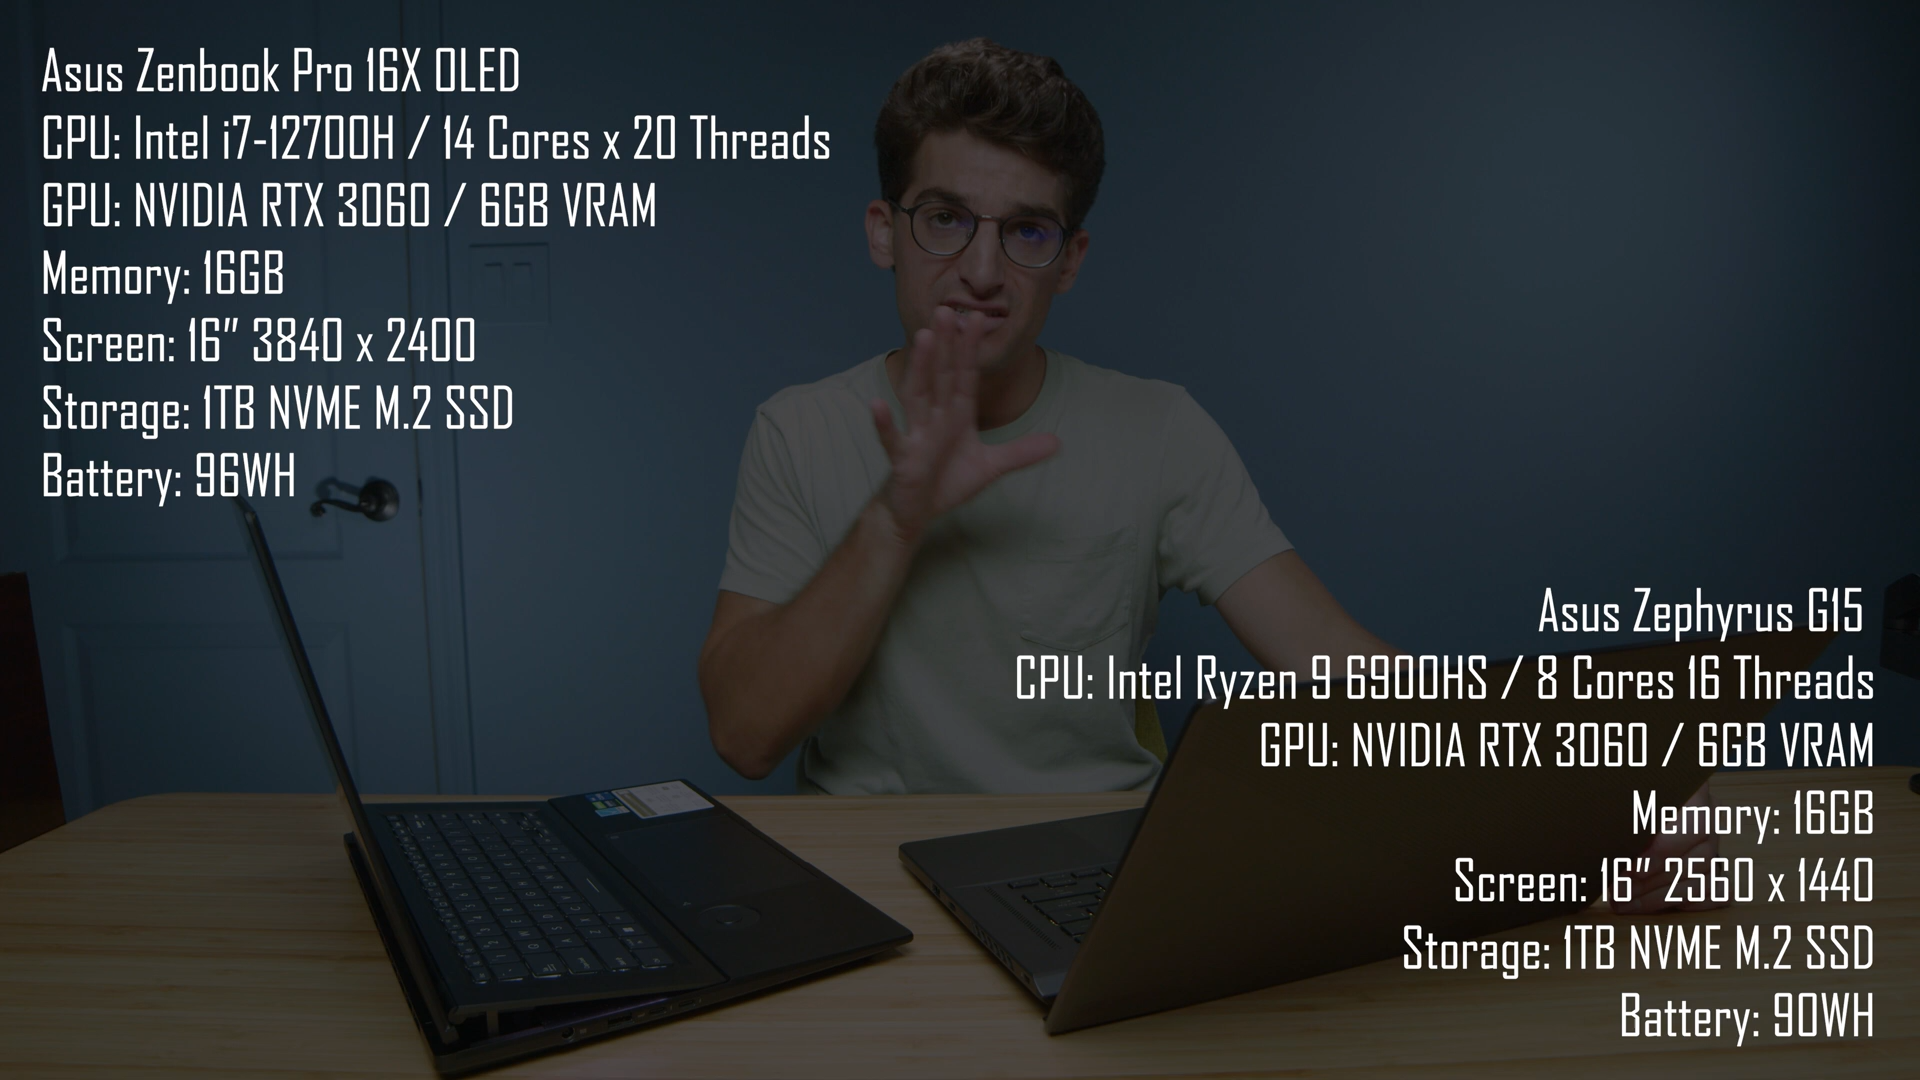 Asus Zenbook Pro 16X OLED
CPU: Intel i7-12700H / 14 Cores x 20 Threads
GPU: NVIDIA RTX 3060 / 6GB VRAM
Memory: 16GB
Screen: 16” 3840 x 2400
Storage: 1TB NVME M.2 SSD
Battery: 96WH
Asus Zephyrus G15
CPU: Intel Ryzen 9 6900HS / 8 Cores 16 Threads
GPU: NVIDIA RTX 3060 / 6GB VRAM
Memory: 16GB
Screen: 16” 2560 x 1440
Storage: 1TB NVME M.2 SSD
Battery: 90WH